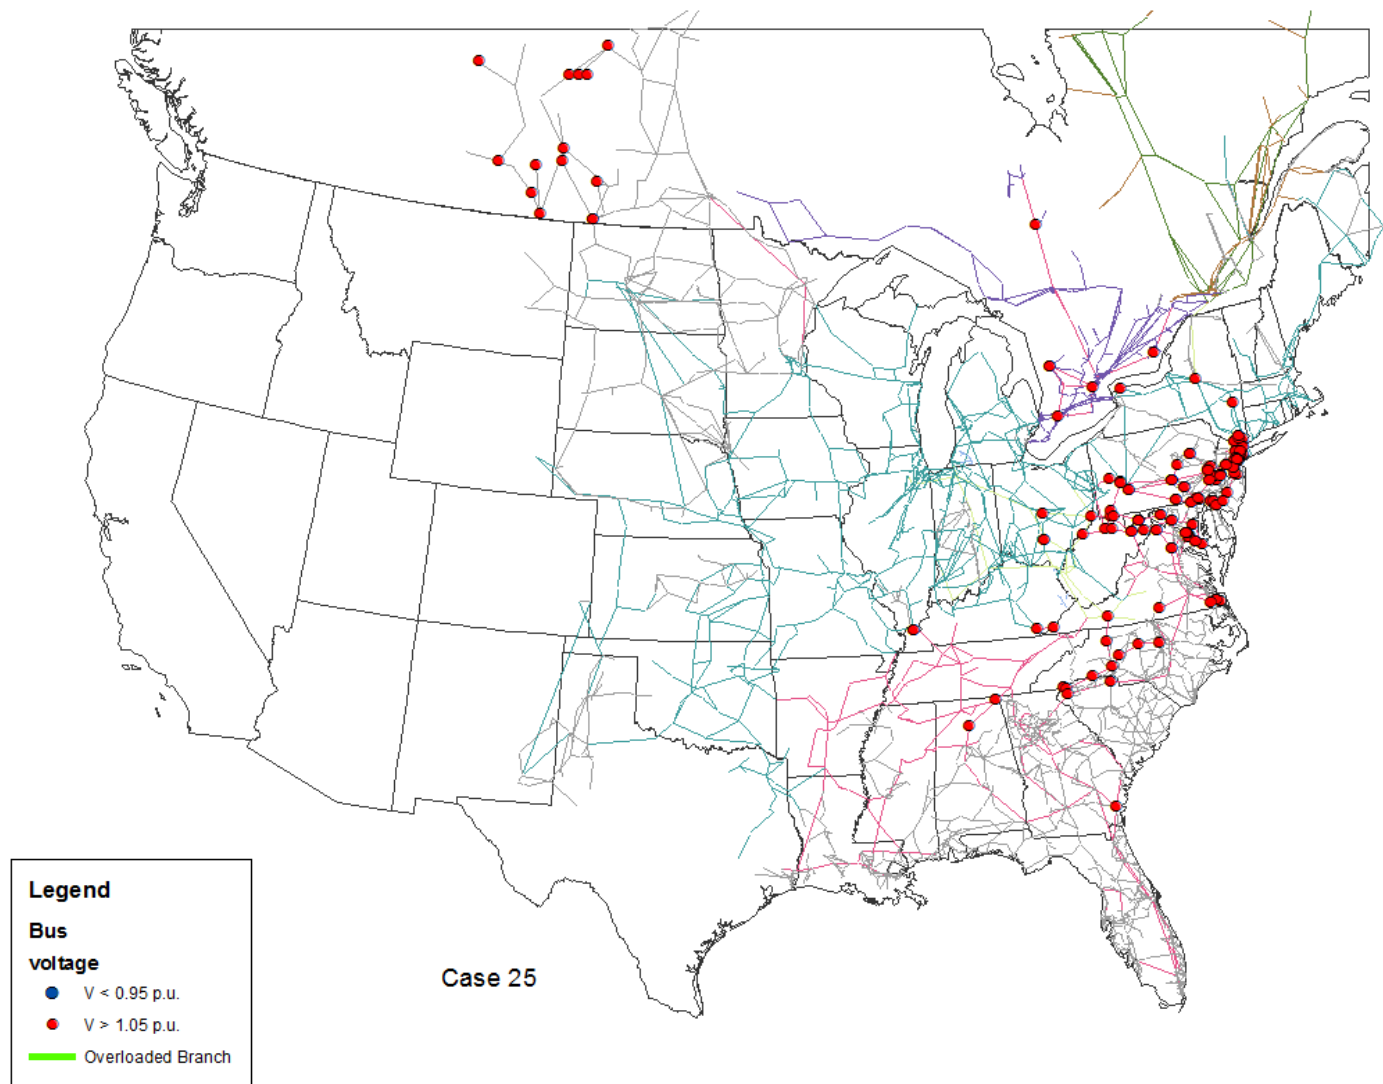 Legend
Bus
voltage
V < 0.95 p.u.
V > 1.05 p.u.
Overloaded Branch
Case 25